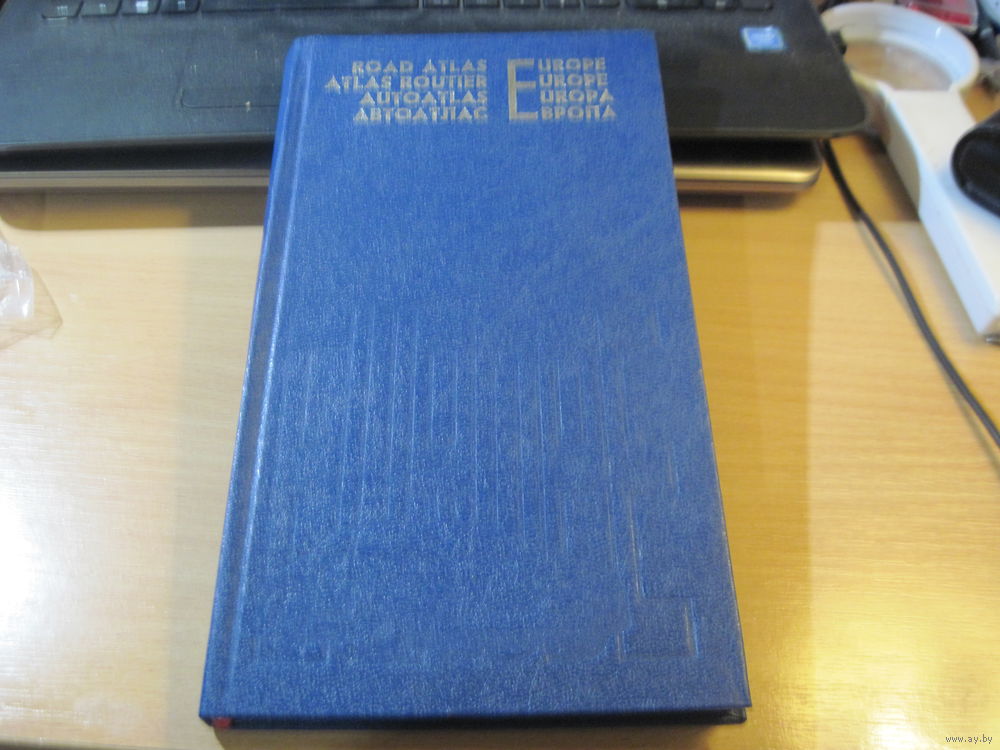 ROAD ATLAS EUROPE
ATLAS ROUTIER EUROPE
AUTOATLAS EUROPA
АВТОАТЛАС ЕВРОПА
www.ay.by